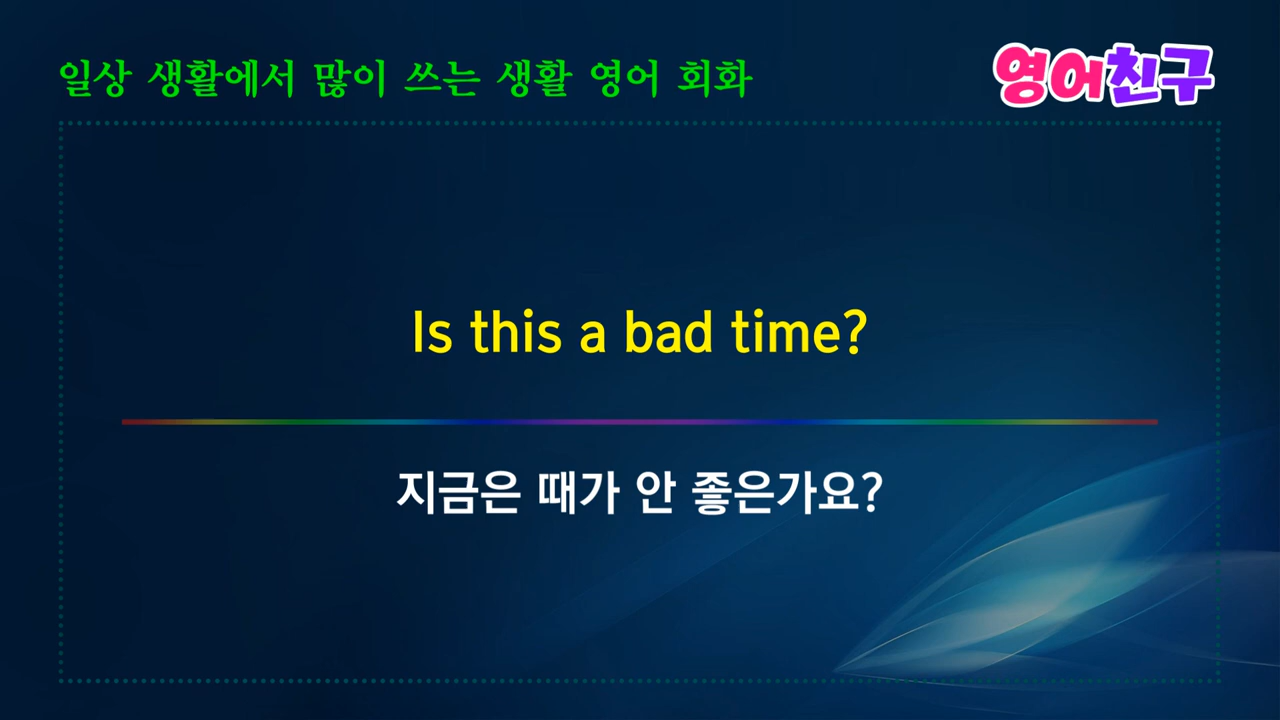 일상 생활에서 많이 쓰는 생활 영어 회화
영어친구
Is this a bad time?
지금은 때가 안 좋은가요?